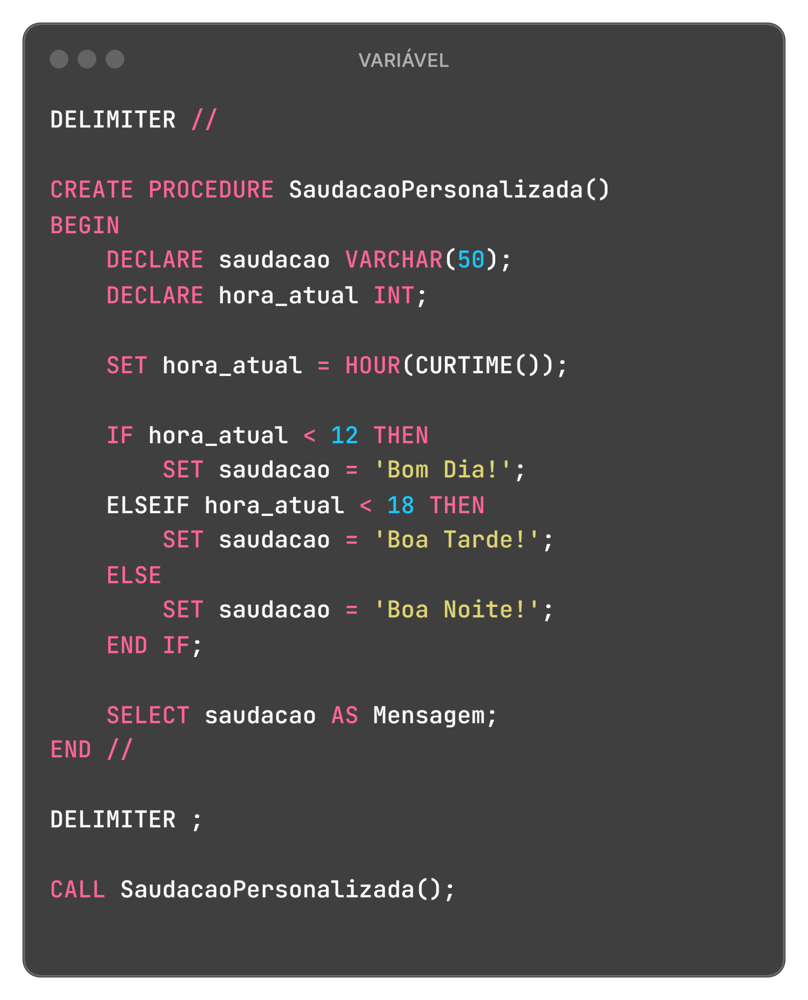 VARIÁVEL
DELIMITER //
CREATE PROCEDURE SaudacaoPersonalizada()
BEGIN
    DECLARE saudacao VARCHAR(50);
    DECLARE hora_atual INT;
    SET hora_atual = HOUR(CURTIME());
    IF hora_atual < 12 THEN
        SET saudacao = 'Bom Dia!';
    ELSEIF hora_atual < 18 THEN
        SET saudacao = 'Boa Tarde!';
    ELSE
        SET saudacao = 'Boa Noite!';
    END IF;
    SELECT saudacao AS Mensagem;
END //
DELIMITER ;
CALL SaudacaoPersonalizada();